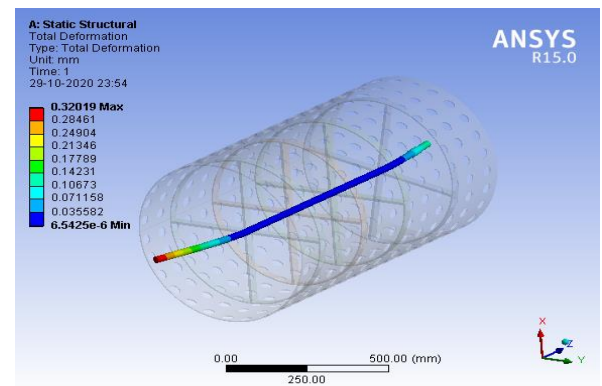 A: Static Structural
Total Deformation
Type: Total Deformation
Unit: mm
Time: 1
29-10-2020 23:54
0.32019 Max
0.28461
0.24904
0.21346
0.17789
0.14231
0.10673
0.071158
0.035582
6.5425e-6 Min
ANSYS
R15.0
0.00
500.00 (mm)
250.00
X
Z
Y